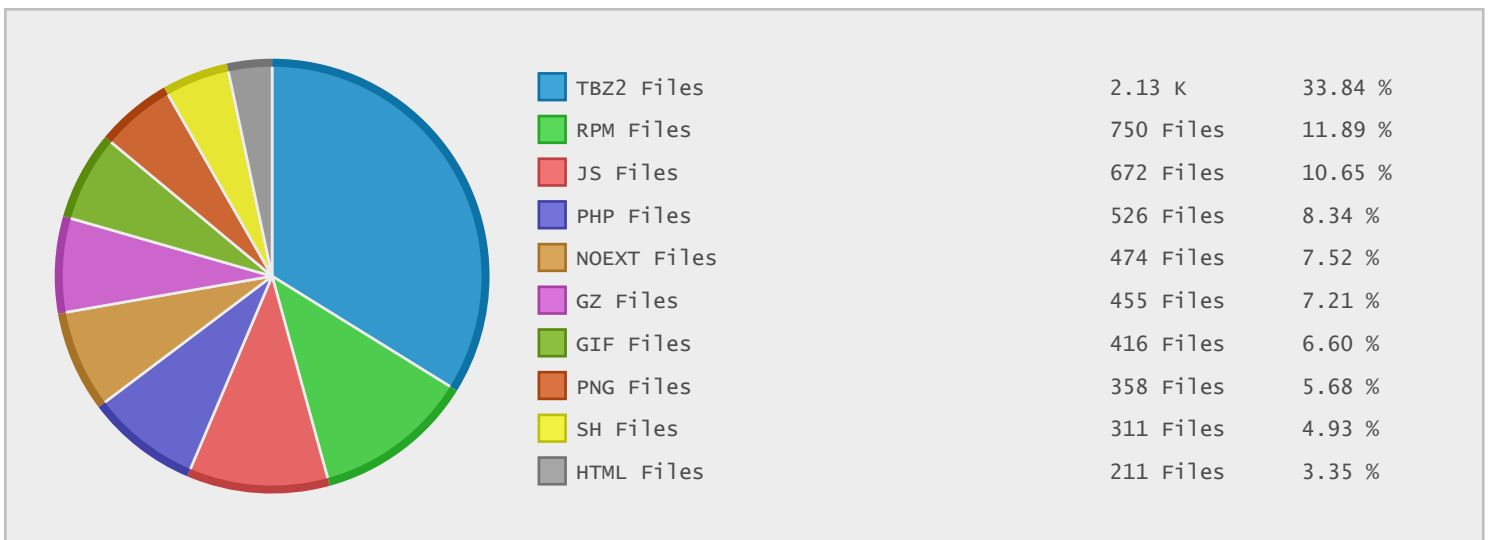 TBZ2 Files 2.13 K 33.84 %
RPM Files 750 Files 11.89 %
JS Files 672 Files 10.65 %
PHP Files 526 Files 8.34 %
NOEXT Files 474 Files 7.52 %
GZ Files 455 Files 7.21 %
GIF Files 416 Files 6.60 %
PNG Files 358 Files 5.68 %
SH Files 311 Files 4.93 %
HTML Files 211 Files 3.35 %